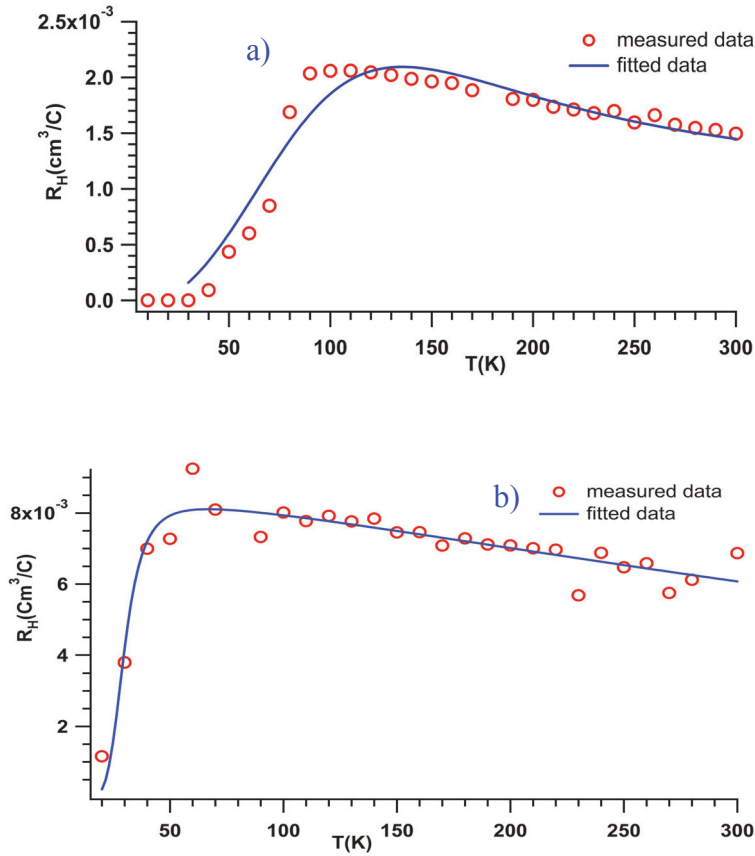 2.5x10⁻³
a)
measured data
fitted data
2.0
1.5
R_H(cm³/C)
1.0
0.5
0.0
50 100 150 200 250 300
T(K)
b)
measured data
fitted data
8x10⁻³
6
R_H(Cm³/C)
4
2
50 100 150 200 250 300
T(K)